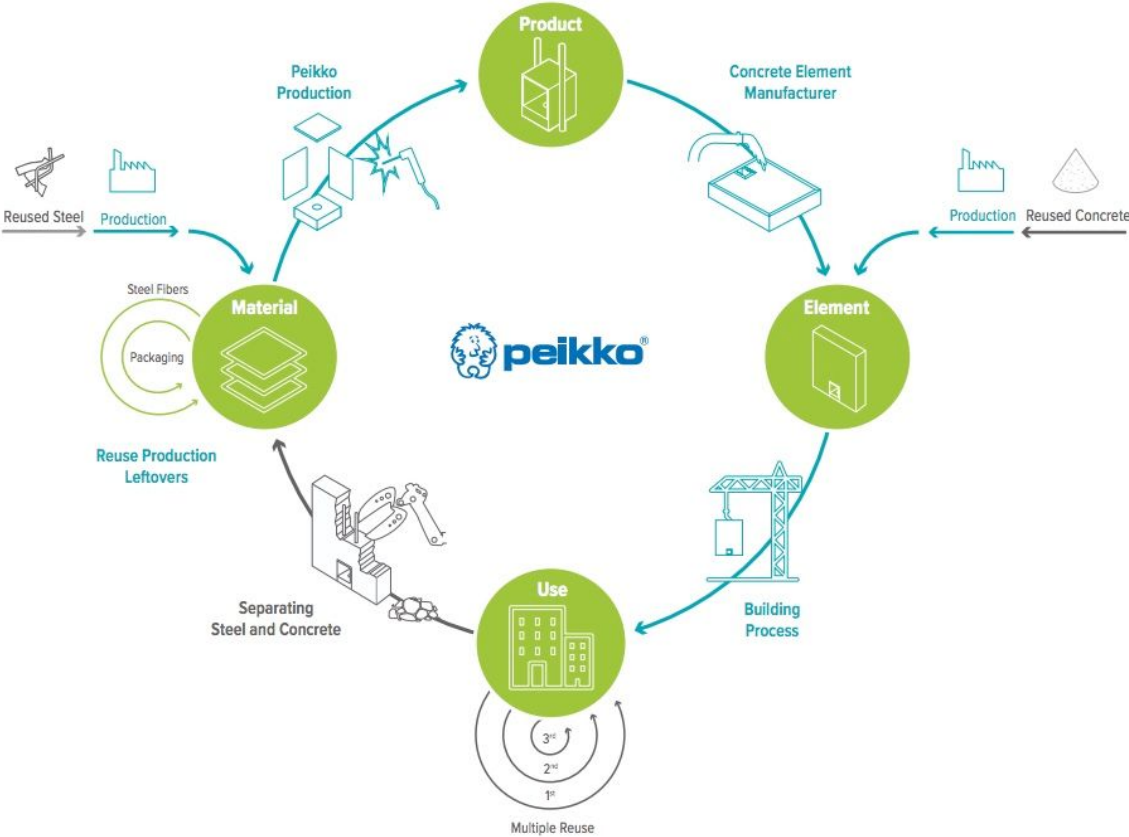 Product
Peikko
Production
Concrete Element
Manufacturer
Reused Steel
Production
Production
Reused Concrete
Steel Fibers
Material
Element
Packaging
peikko®
Reuse Production
Leftovers
Separating
Steel and Concrete
Use
Building
Process
3rd
2nd
1st
Multiple Reuse